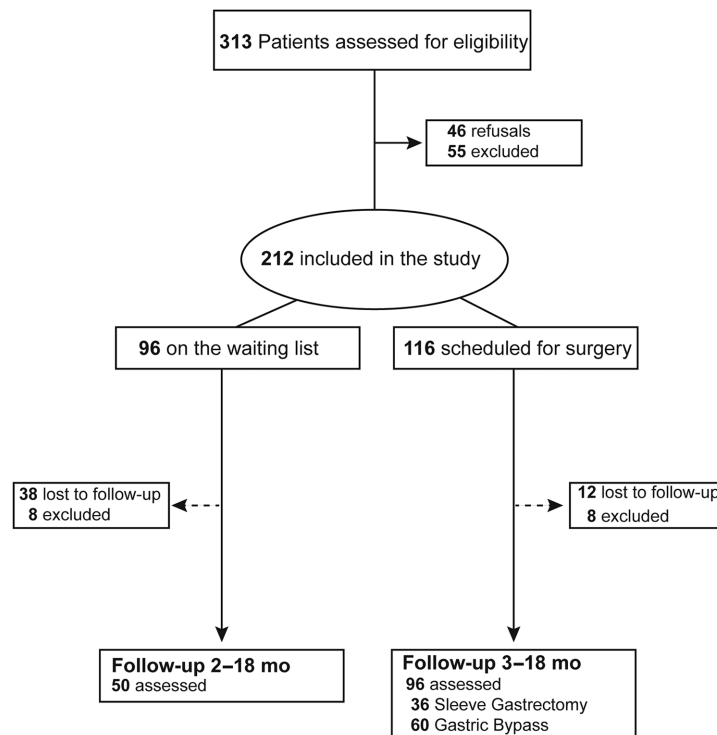 313 Patients assessed for eligibility
46 refusals
55 excluded
212 included in the study
96 on the waiting list
116 scheduled for surgery
38 lost to follow-up
8 excluded
12 lost to follow-up
8 excluded
Follow-up 2–18 mo
50 assessed
Follow-up 3–18 mo
96 assessed
36 Sleeve Gastrectomy
60 Gastric Bypass